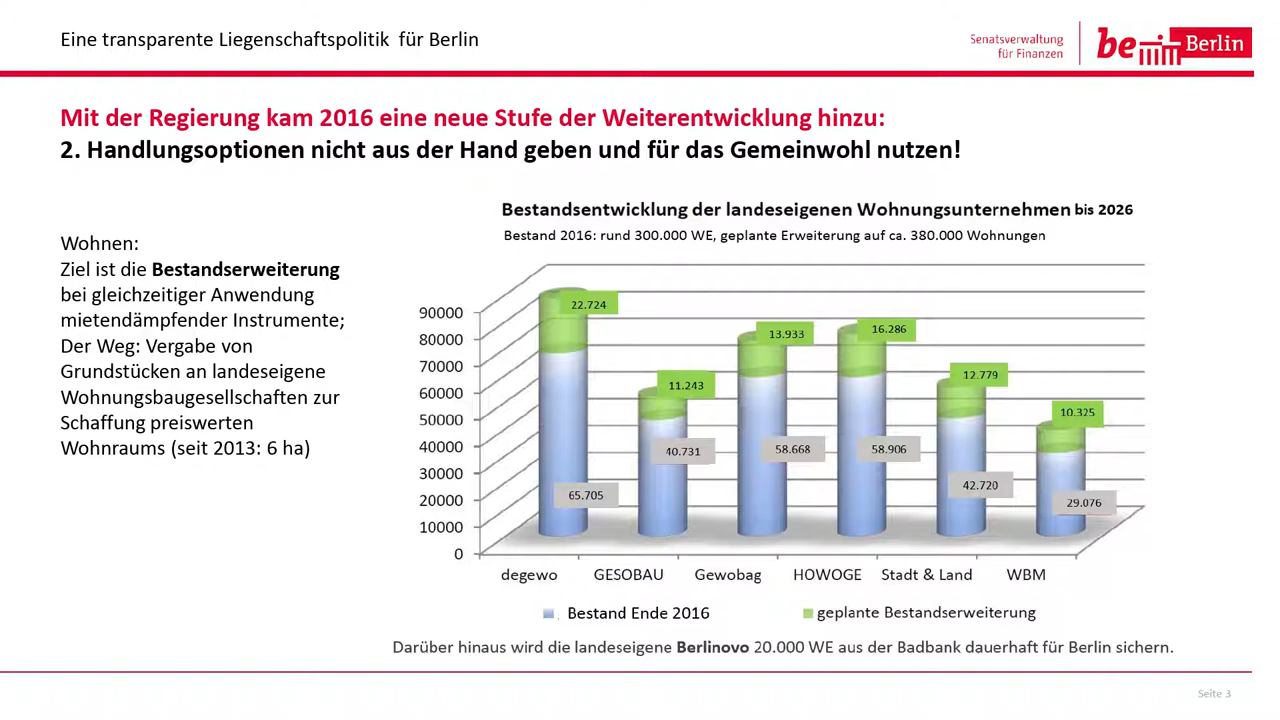 Eine transparente Liegenschaftspolitik für Berlin
Senatsverwaltung
für Finanzen
be Berlin
Mit der Regierung kam 2016 eine neue Stufe der Weiterentwicklung hinzu:
2. Handlungsoptionen nicht aus der Hand geben und für das Gemeinwohl nutzen!
Wohnen:
Ziel ist die Bestandserweiterung
bei gleichzeitiger Anwendung
mietendämpfender Instrumente;
Der Weg: Vergabe von
Grundstücken an landeseigene
Wohnungsbaugesellschaften zur
Schaffung preiswerten
Wohnraums (seit 2013: 6 ha)
Bestandsentwicklung der landeseigenen Wohnungsunternehmen bis 2026
Bestand 2016: rund 300.000 WE, geplante Erweiterung auf ca. 380.000 Wohnungen
90000
80000
70000
60000
50000
40000
30000
20000
10000
0
22.724
11.243
13.933
16.286
12.779
10.325
65.705
40.731
58.668
58.906
42.720
29.076
degewo GESOBAU Gewobag HOWOGE Stadt & Land WBM
Bestand Ende 2016 geplante Bestandserweiterung
Darüber hinaus wird die landeseigene Berlinovo 20.000 WE aus der Badbank dauerhaft für Berlin sichern.
Seite 3